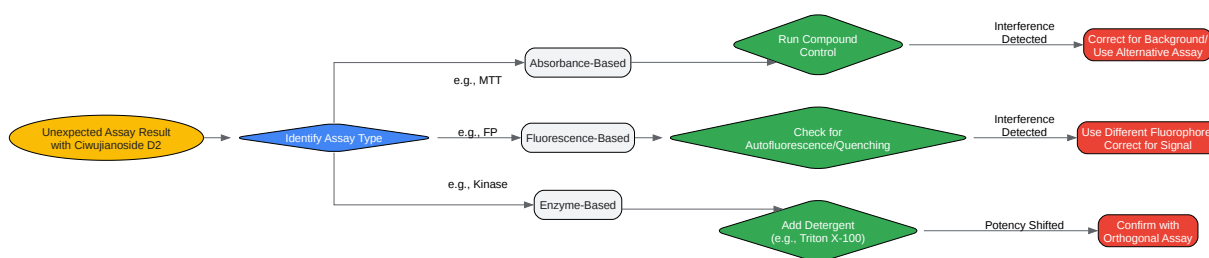 Unexpected Assay Result
with Ciwujianoside D2
Identify Assay Type
e.g., MTT
Absorbance-Based
Run Compound
Control
Interference
Detected
Correct for Background/
Use Alternative Assay
e.g., FP
Fluorescence-Based
Check for
Autofluorescence/Quenching
Interference
Detected
Use Different Fluorophore
Correct for Signal
e.g., Kinase
Enzyme-Based
Add Detergent
(e.g., Triton X-100)
Potency Shifted
Confirm with
Orthogonal Assay